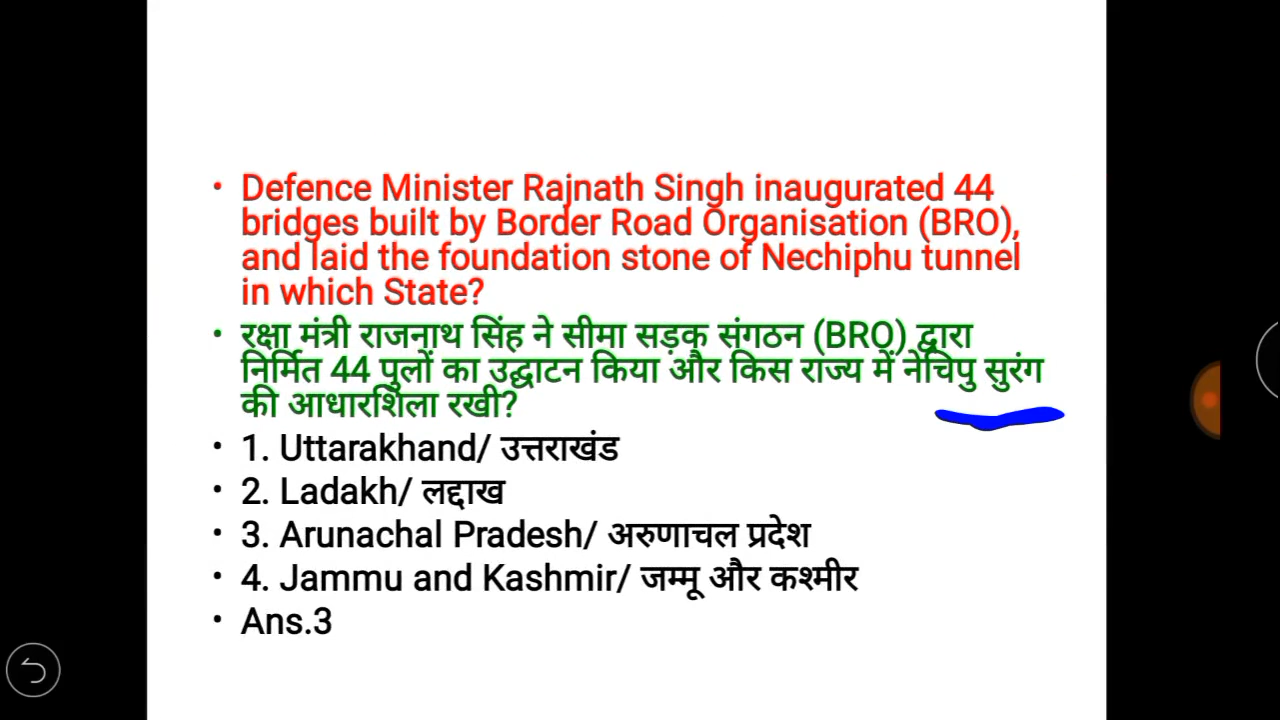 • Defence Minister Rajnath Singh inaugurated 44
bridges built by Border Road Organisation (BRO),
and laid the foundation stone of Nechiphu tunnel
in which State?
• रक्षा मंत्री राजनाथ सिंह ने सीमा सड़क संगठन (BRO) द्वारा
निर्मित 44 पुलों का उद्घाटन किया और किस राज्य में नेचिपु सुरंग
की आधारशिला रखी?
• 1. Uttarakhand/ उत्तराखंड
• 2. Ladakh/ लद्दाख
• 3. Arunachal Pradesh/ अरुणाचल प्रदेश
• 4. Jammu and Kashmir/ जम्मू और कश्मीर
• Ans.3